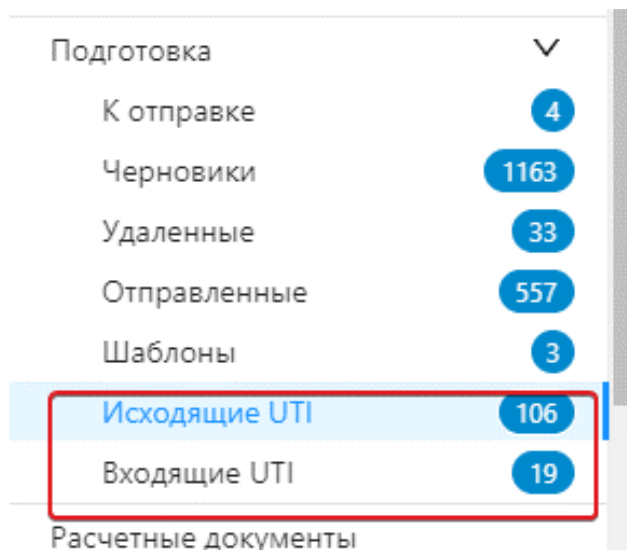 Подготовка
К отправке 4
Черновики 1163
Удаленные 33
Отправленные 557
Шаблоны 3
Исходящие UTI 106
Входящие UTI 19
Расчетные документы